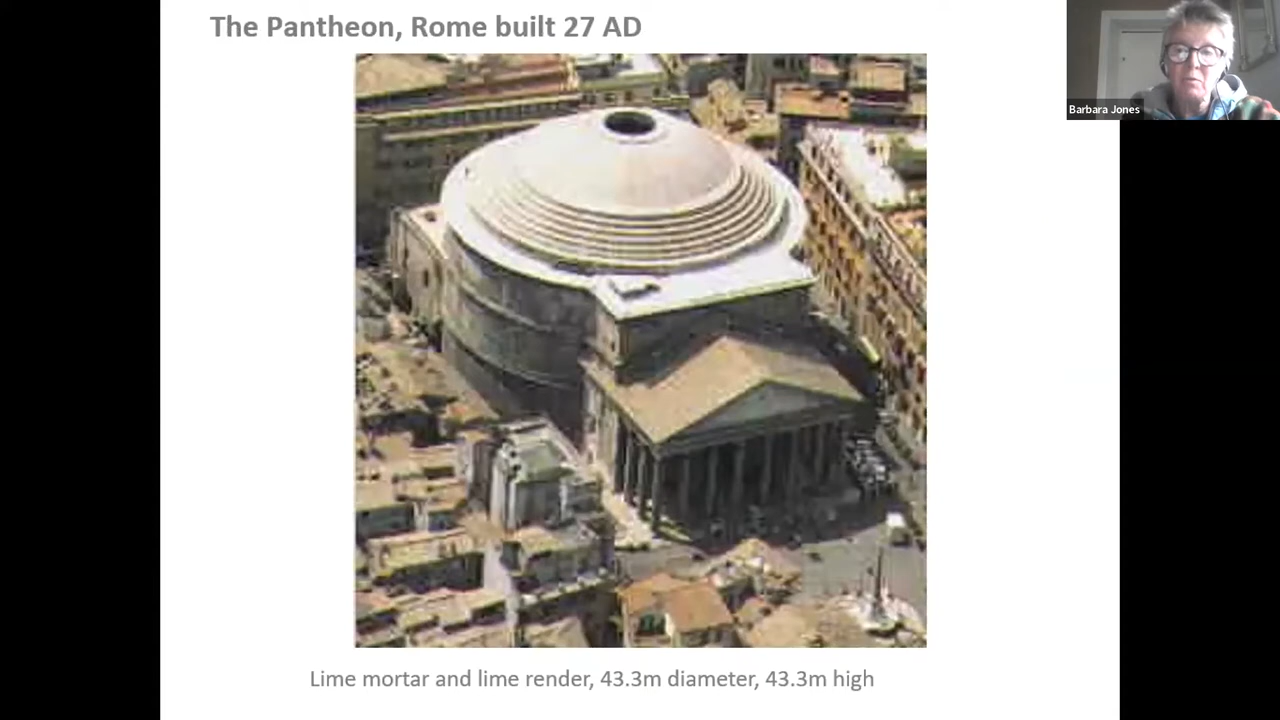 The Pantheon, Rome built 27 AD
Barbara Jones
Lime mortar and lime render, 43.3m diameter, 43.3m high